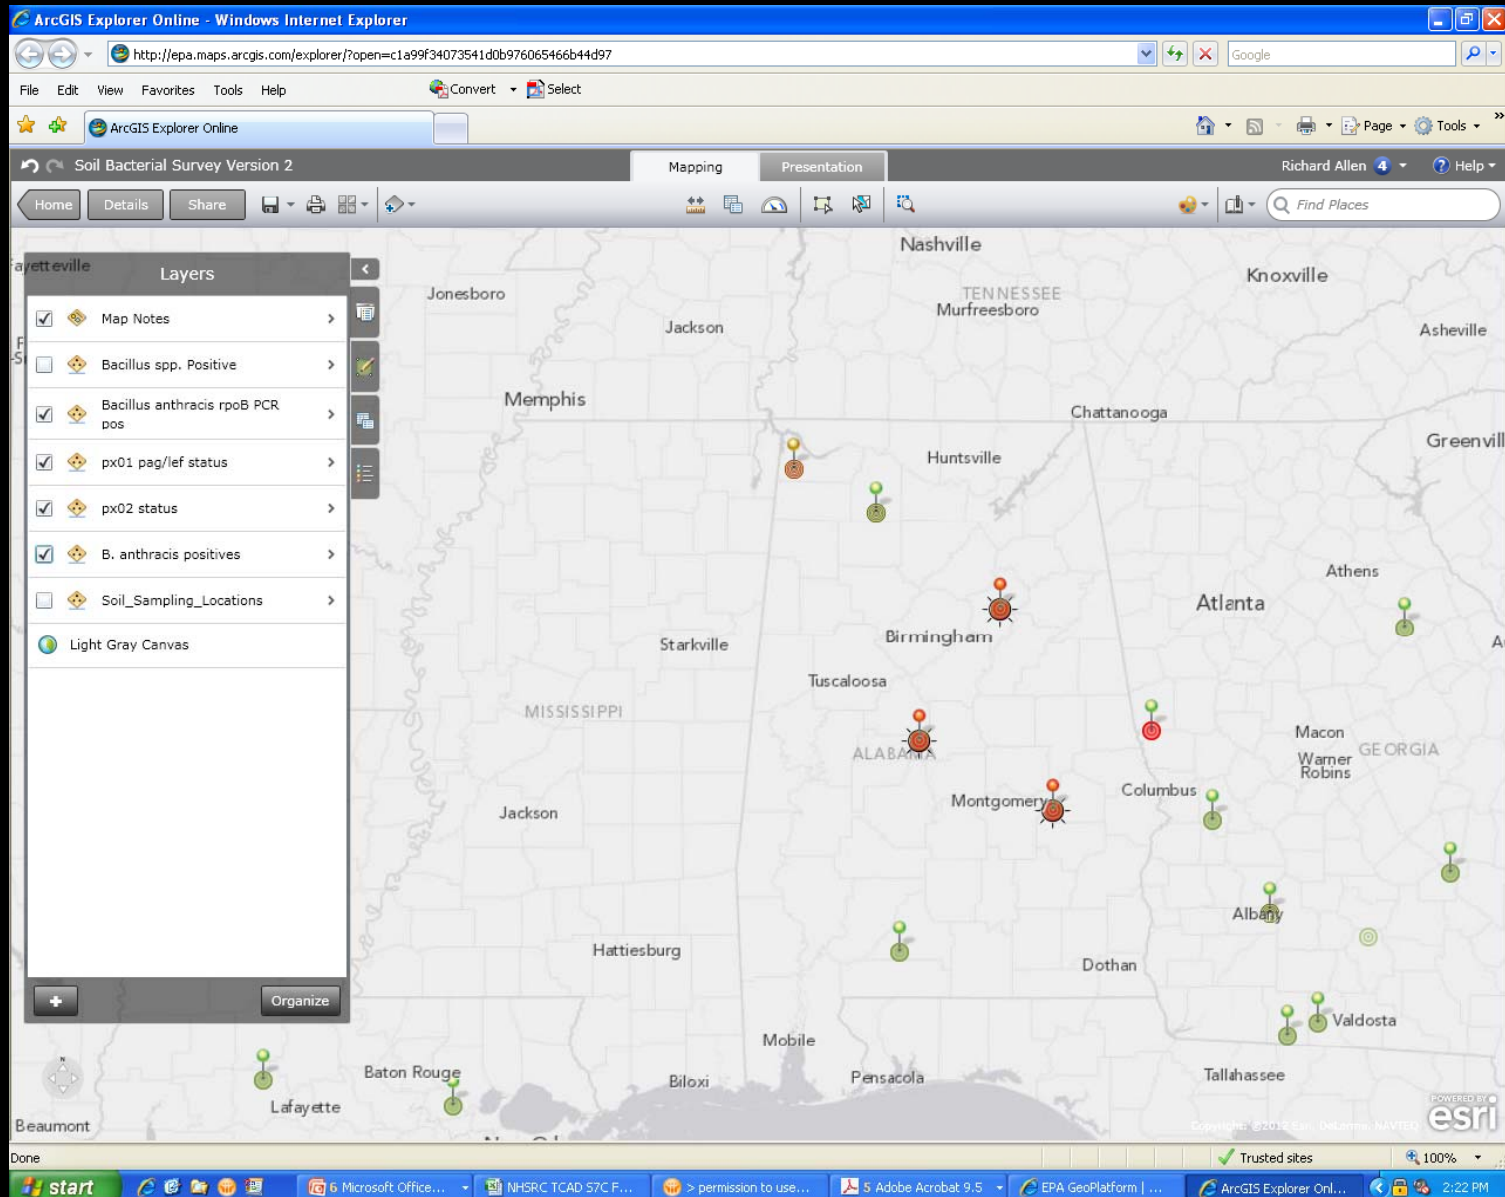 ArcGIS Explorer Online - Windows Internet Explorer
http://epa.maps.arcgis.com/explorer/?open=c1a99f34073541d0b976065466b44d97
Google
File Edit View Favorites Tools Help
Convert Select
ArcGIS Explorer Online
Page Tools
Soil Bacterial Survey Version 2
Mapping
Presentation
Richard Allen 4
Help
Home
Details
Share
Find Places
Layers
Map Notes
Bacillus spp. Positive
Bacillus anthracis rpoB PCR
pos
px01 pag/lef status
px02 status
B. anthracis positives
Soil_Sampling_Locations
Light Gray Canvas
Organize
ayetteville
Nashville
Knoxville
Jonesboro
TENNESSEE
Murfreesboro
Jackson
Asheville
Memphis
Chattanooga
Greenvill
Huntsville
Athens
Atlanta
Birmingham
Starkville
Tuscaloosa
MISSISSIPPI
ALABAMA
Macon
Warner
Robins
GEORGIA
Columbus
Montgomery
Jackson
Albany
Hattiesburg
Dothan
Valdosta
Mobile
Baton Rouge
Biloxi
Pensacola
Tallahassee
Lafayette
Beaumont
POWERED BY
esri
Done
Trusted sites
100%
start
6 Microsoft Office...
NHSRC TCAD S7C F...
> permission to use...
5 Adobe Acrobat 9.5
EPA GeoPlatform | ...
ArcGIS Explorer Onl...
2:22 PM